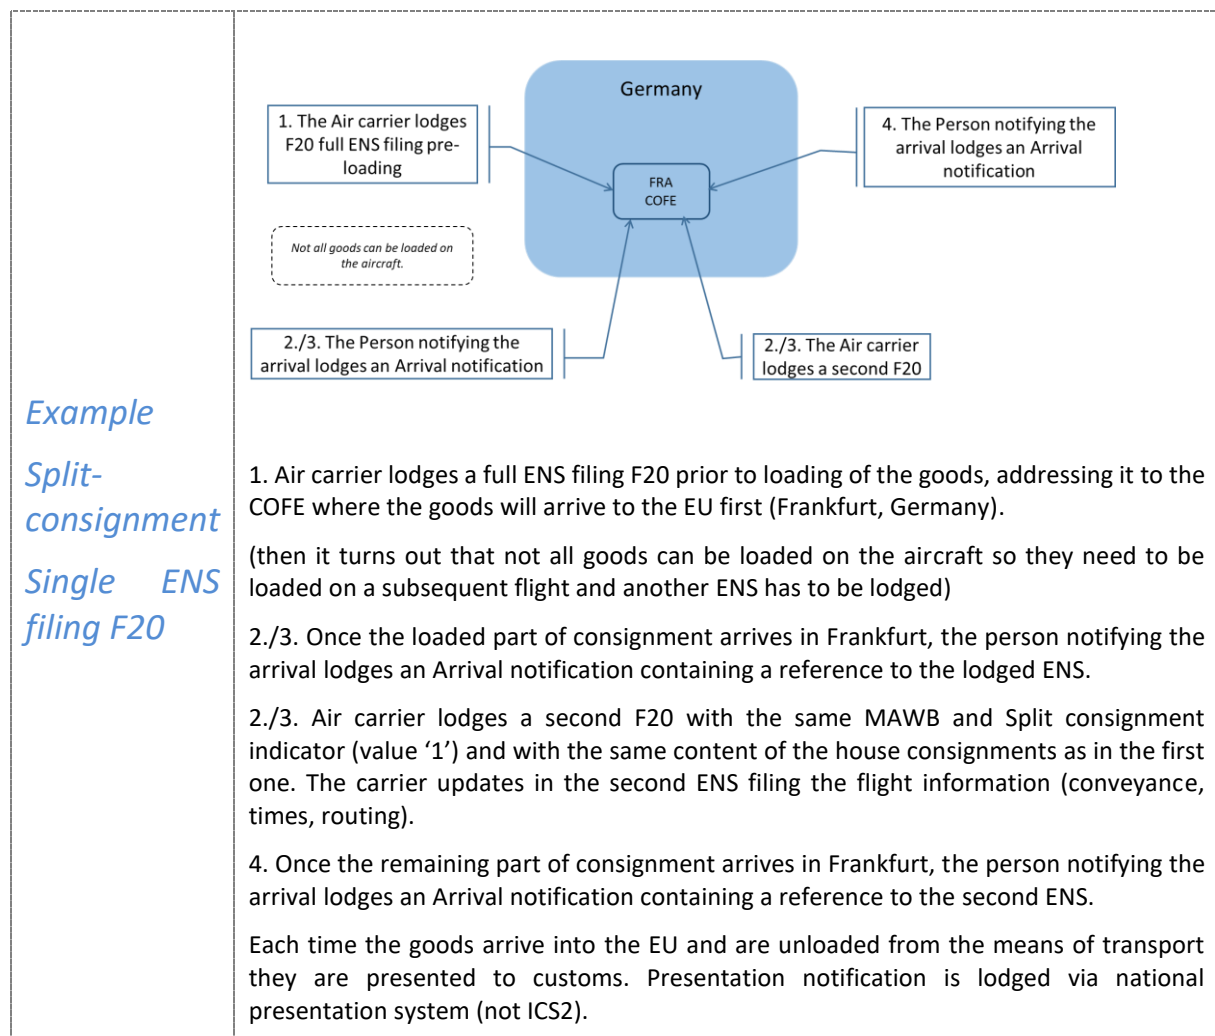 Germany
1. The Air carrier lodges
F20 full ENS filing pre-
loading
4. The Person notifying the
arrival lodges an Arrival
notification
FRA
COFE
Not all goods can be loaded on
the aircraft.
2./3. The Person notifying the
arrival lodges an Arrival notification
2./3. The Air carrier
lodges a second F20
Example
Split-
consignment
Single ENS
filing F20
1. Air carrier lodges a full ENS filing F20 prior to loading of the goods, addressing it to the
COFE where the goods will arrive to the EU first (Frankfurt, Germany).
(then it turns out that not all goods can be loaded on the aircraft so they need to be
loaded on a subsequent flight and another ENS has to be lodged)
2./3. Once the loaded part of consignment arrives in Frankfurt, the person notifying the
arrival lodges an Arrival notification containing a reference to the lodged ENS.
2./3. Air carrier lodges a second F20 with the same MAWB and Split consignment
indicator (value ‘1’) and with the same content of the house consignments as in the first
one. The carrier updates in the second ENS filing the flight information (conveyance,
times, routing).
4. Once the remaining part of consignment arrives in Frankfurt, the person notifying the
arrival lodges an Arrival notification containing a reference to the second ENS.
Each time the goods arrive into the EU and are unloaded from the means of transport
they are presented to customs. Presentation notification is lodged via national
presentation system (not ICS2).